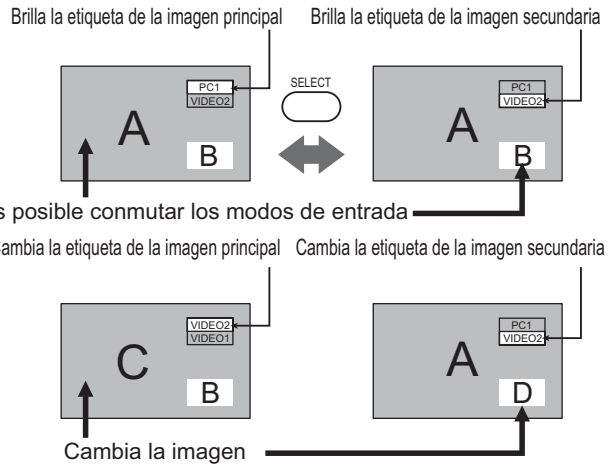 Brilla la etiqueta de la imagen principal
Brilla la etiqueta de la imagen secundaria
PC1
VIDEO2
A
B
SELECT
PC1
VIDEO2
A
B
s posible conmutar los modos de entrada
ambia la etiqueta de la imagen principal
Cambia la etiqueta de la imagen secundaria
VIDEO2
VIDEO1
C
B
PC1
VIDEO2
A
D
Cambia la imagen